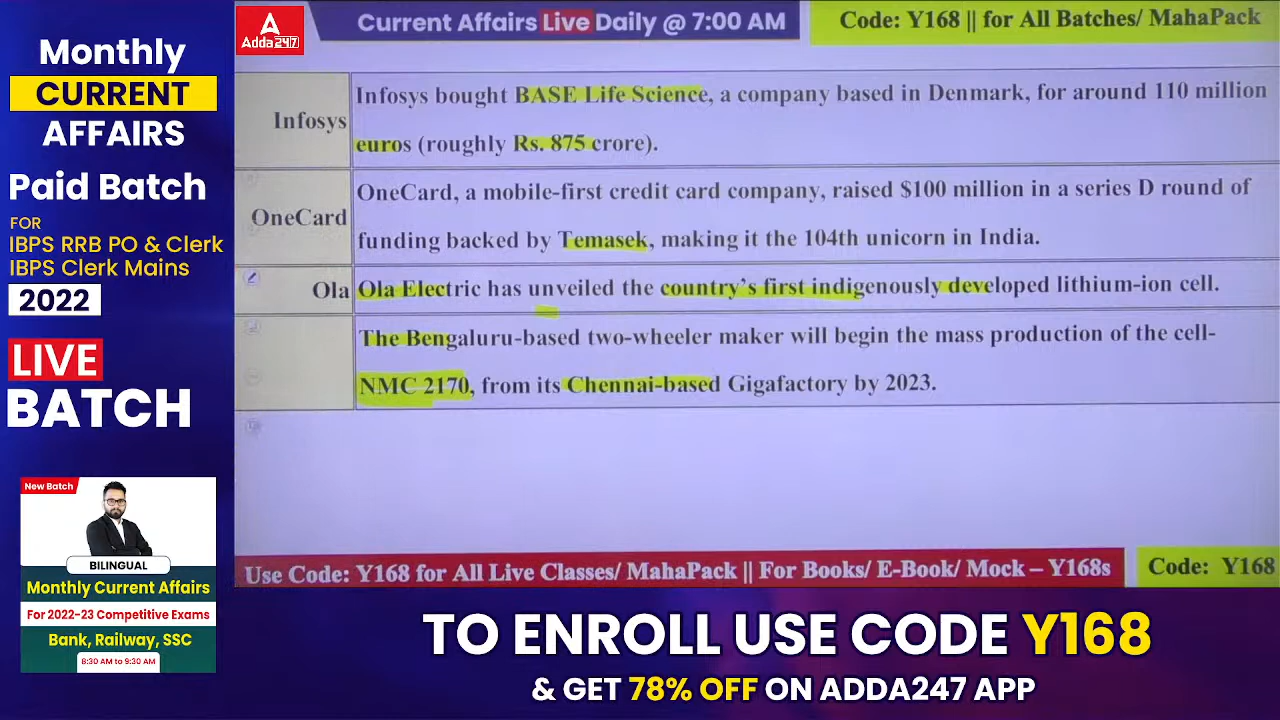 Monthly
CURRENT
AFFAIRS
Paid Batch
FOR
IBPS RRB PO & Clerk
IBPS Clerk Mains
2022
LIVE
BATCH
New Batch
BILINGUAL
Monthly Current Affairs
For 2022-23 Competitive Exams
Bank, Railway, SSC
8:30 AM to 9:30 AM
A
Adda247
Current Affairs Live Daily @ 7:00 AM
Code: Y168 || for All Batches/ MahaPack
Infosys
Infosys bought BASE Life Science, a company based in Denmark, for around 110 million
euros (roughly Rs. 875 crore).
OneCard
OneCard, a mobile-first credit card company, raised $100 million in a series D round of
funding backed by Temasek, making it the 104th unicorn in India.
Ola
Ola Electric has unveiled the country's first indigenously developed lithium-ion cell.
The Bengaluru-based two-wheeler maker will begin the mass production of the cell-
NMC 2170, from its Chennai-based Gigafactory by 2023.
Use Code: Y168 for All Live Classes/ MahaPack || For Books/ E-Book/ Mock – Y168s
Code: Y168
TO ENROLL USE CODE Y168
& GET 78% OFF ON ADDA247 APP